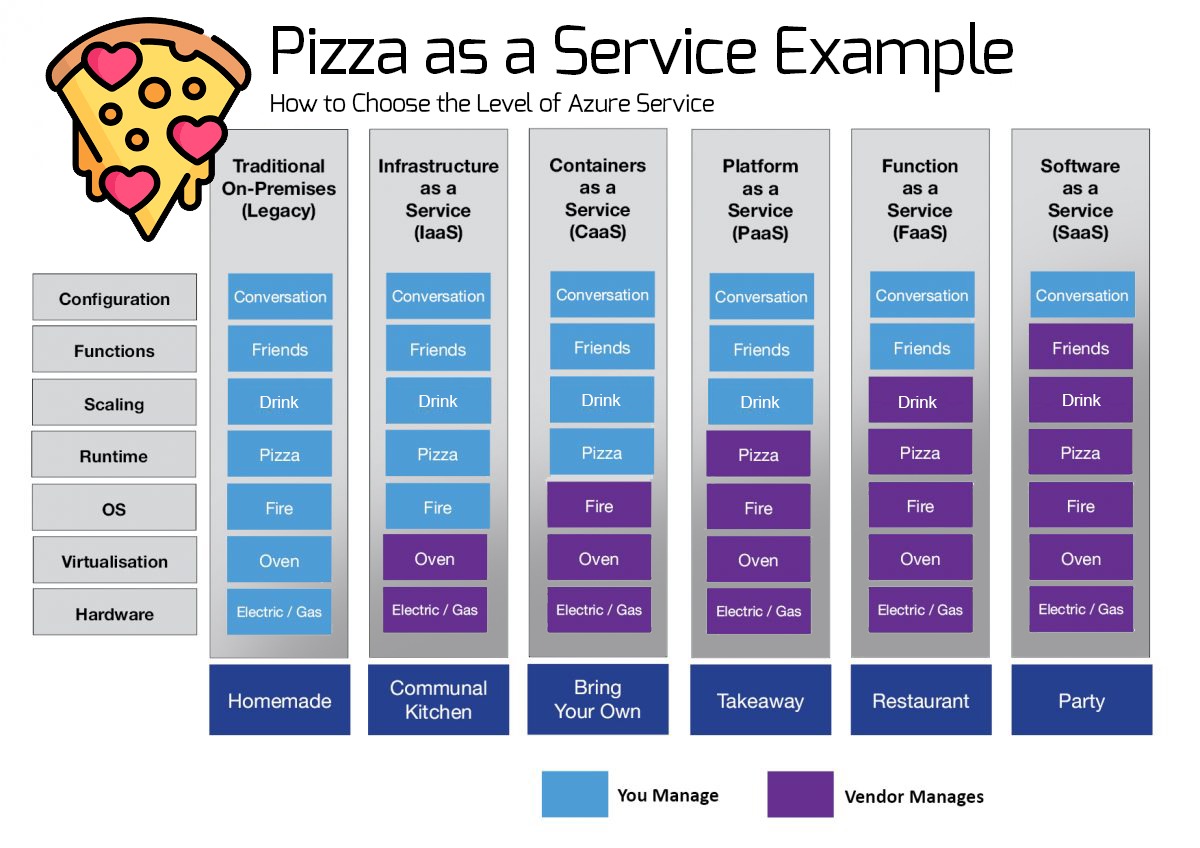 Pizza as a Service Example
How to Choose the Level of Azure Service
Traditional
On-Premises
(Legacy)
Infrastructure
as a
Service
(IaaS)
Containers
as a
Service
(CaaS)
Platform
as a
Service
(PaaS)
Function
as a
Service
(FaaS)
Software
as a
Service
(SaaS)
Configuration Conversation Conversation Conversation Conversation Conversation Conversation
Functions Friends Friends Friends Friends Friends Friends
Scaling Drink Drink Drink Drink Drink Drink
Runtime Pizza Pizza Pizza Pizza Pizza Pizza
OS Fire Fire Fire Fire Fire Fire
Virtualisation Oven Oven Oven Oven Oven Oven
Hardware Electric / Gas Electric / Gas Electric / Gas Electric / Gas Electric / Gas Electric / Gas
Homemade
Communal
Kitchen
Bring
Your Own
Takeaway
Restaurant
Party
You Manage
Vendor Manages